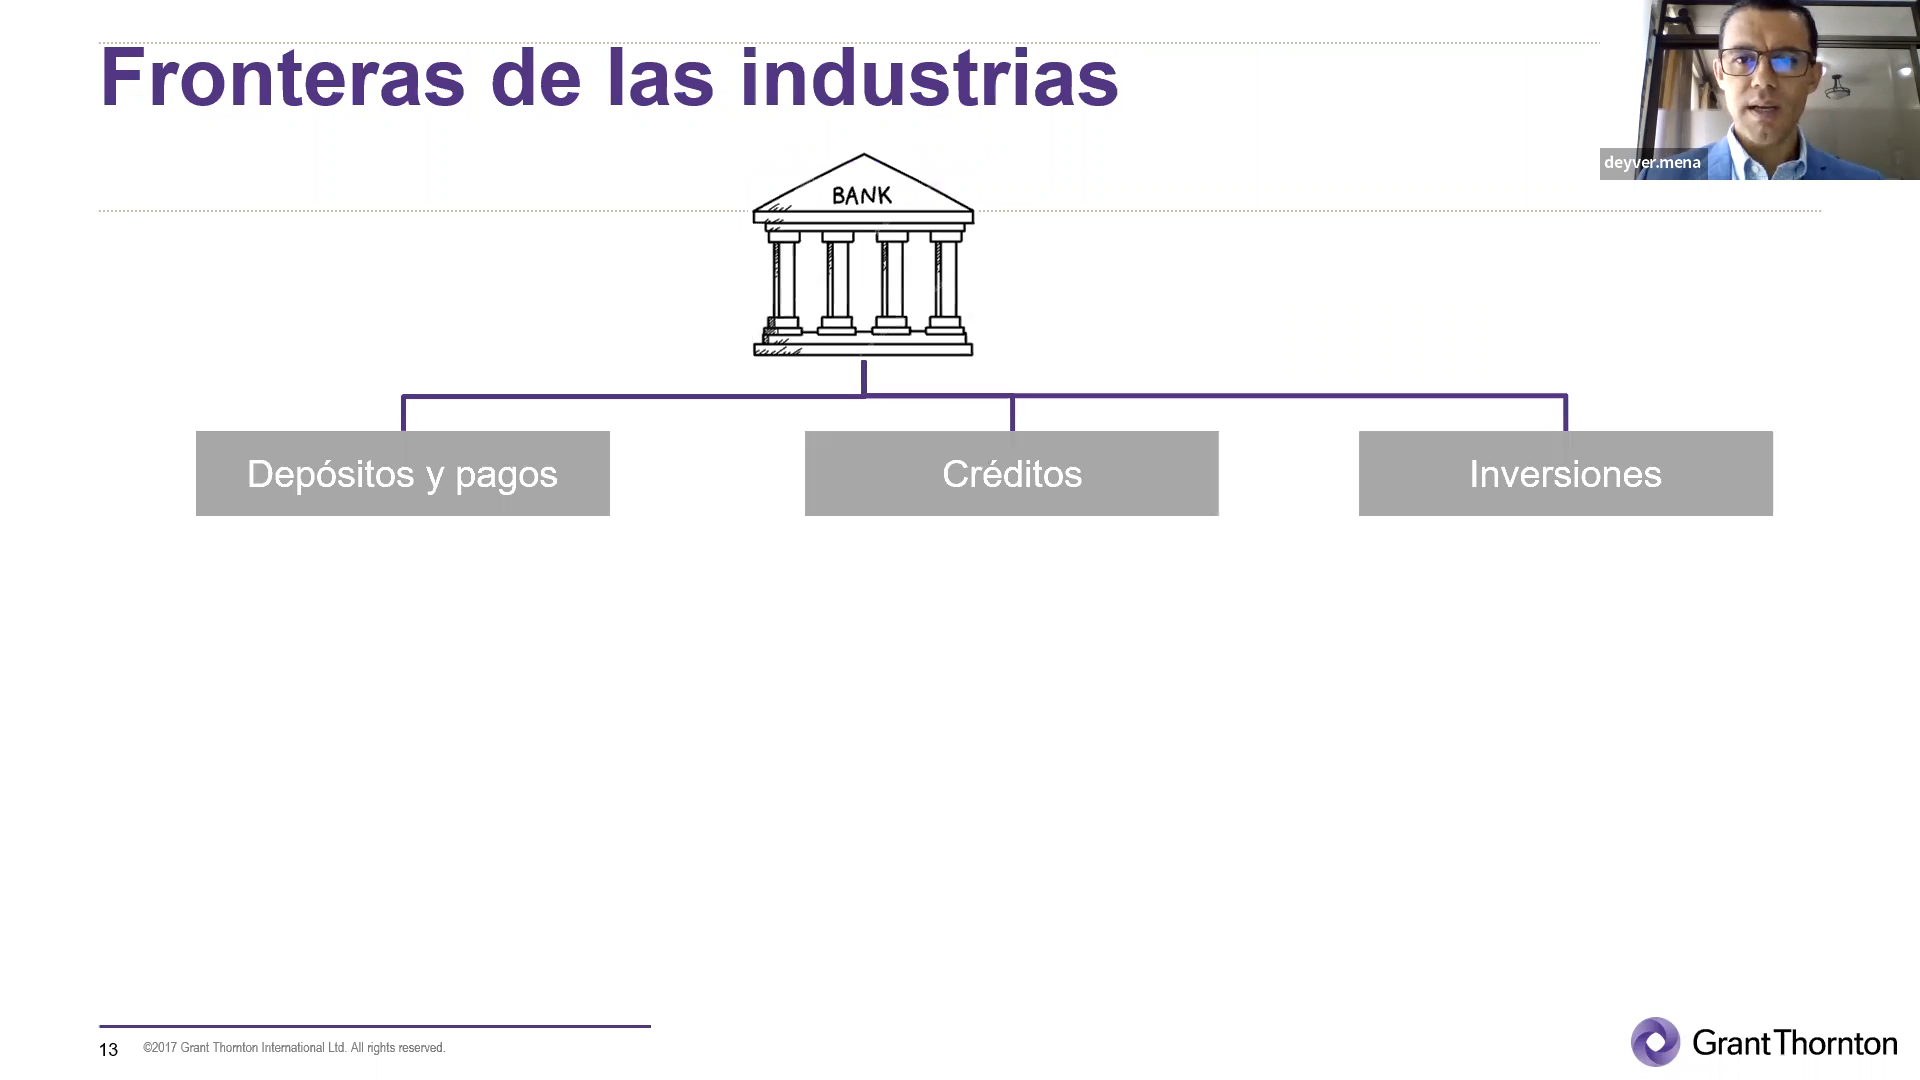 Fronteras de las industrias
deyver.mena
BANK
Depósitos y pagos
Créditos
Inversiones
13
©2017 Grant Thornton International Ltd. All rights reserved.
Grant Thornton